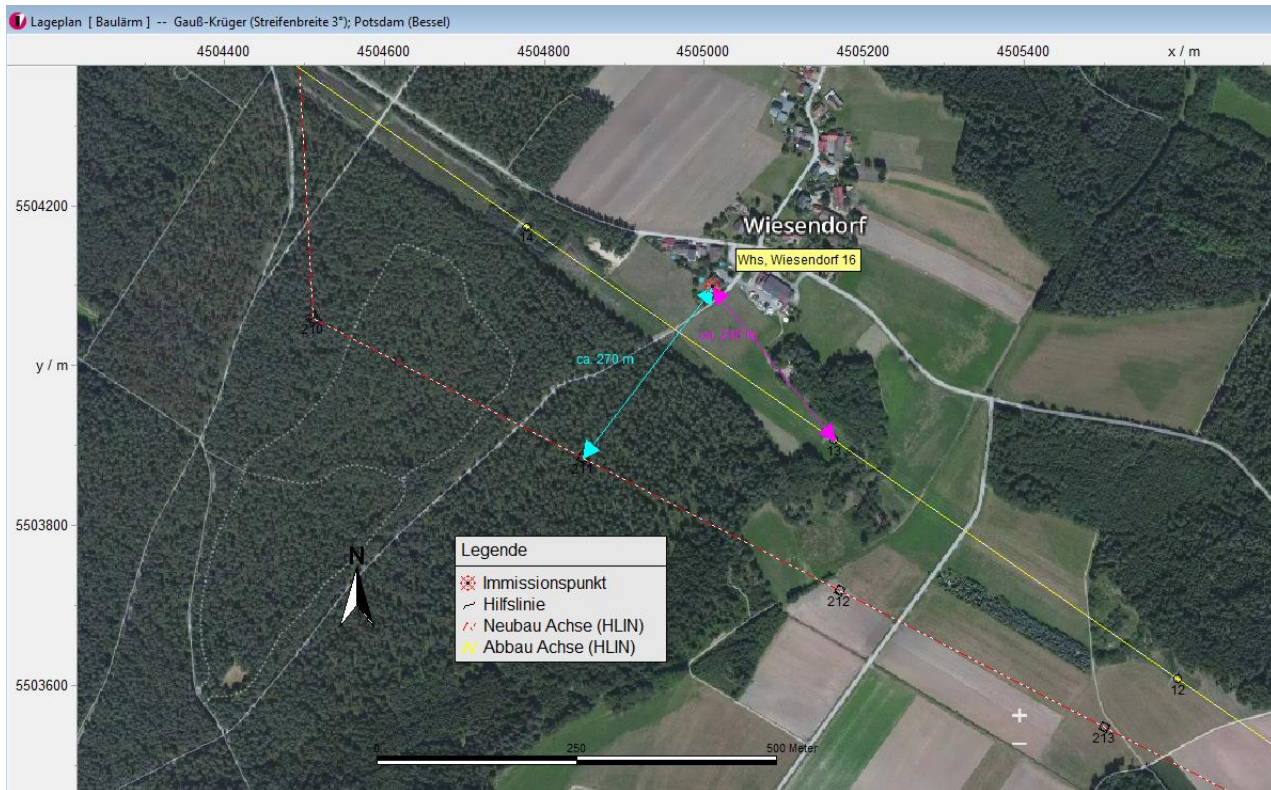 Lageplan [ Baulärm ] -- Gauß-Krüger (Streifenbreite 3°); Potsdam (Bessel)
4504400 4504600 4504800 4505000 4505200 4505400 x / m
5504200
14
Wiesendorf
Whs, Wiesendorf 16
210
y / m
ca. 270 m
ca.
211
13
5503800
N
Legende
Immissionspunkt
Hilfslinie
Neubau Achse (HLIN)
Abbau Achse (HLIN)
212
5503600
12
+
−
213
0 250 500 Meter